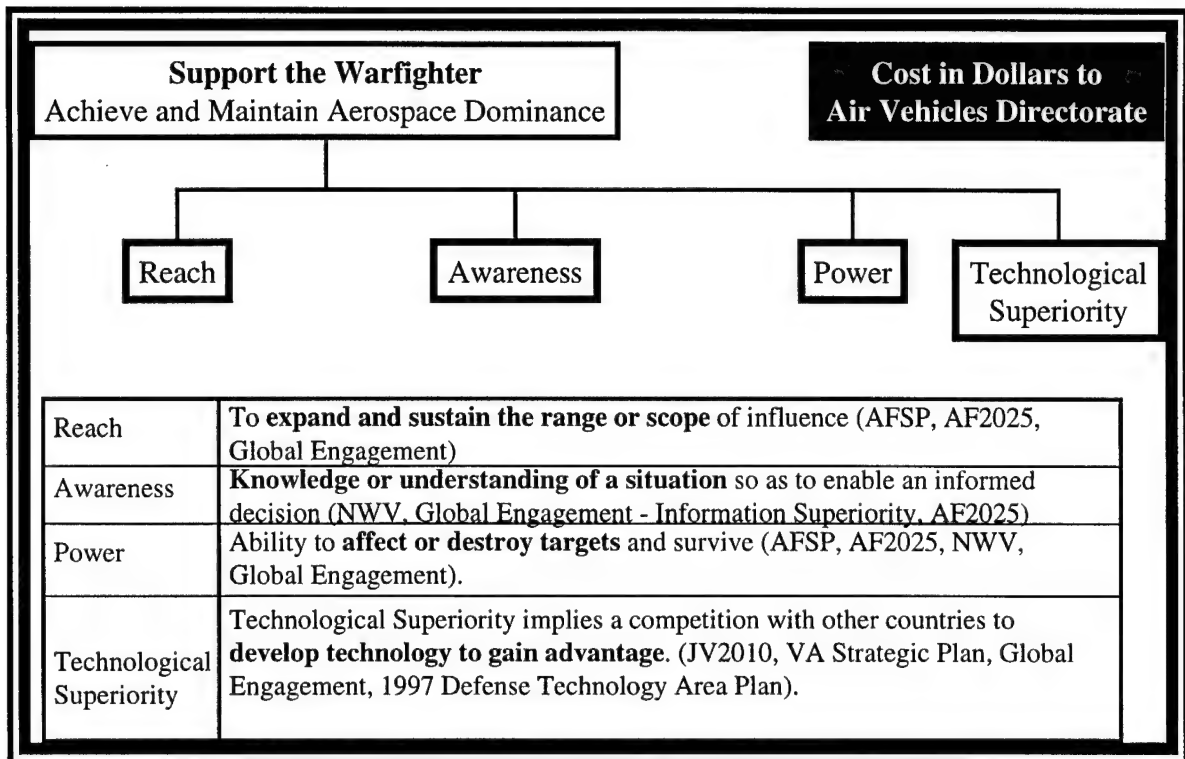 Support the Warfighter
Achieve and Maintain Aerospace Dominance
Cost in Dollars to
Air Vehicles Directorate
Reach
Awareness
Power
Technological
Superiority
Reach
To expand and sustain the range or scope of influence (AFSP, AF2025,
Global Engagement)
Awareness
Knowledge or understanding of a situation so as to enable an informed
decision (NWV, Global Engagement - Information Superiority, AF2025)
Power
Ability to affect or destroy targets and survive (AFSP, AF2025, NWV,
Global Engagement).
Technological
Superiority
Technological Superiority implies a competition with other countries to
develop technology to gain advantage. (JV2010, VA Strategic Plan, Global
Engagement, 1997 Defense Technology Area Plan).